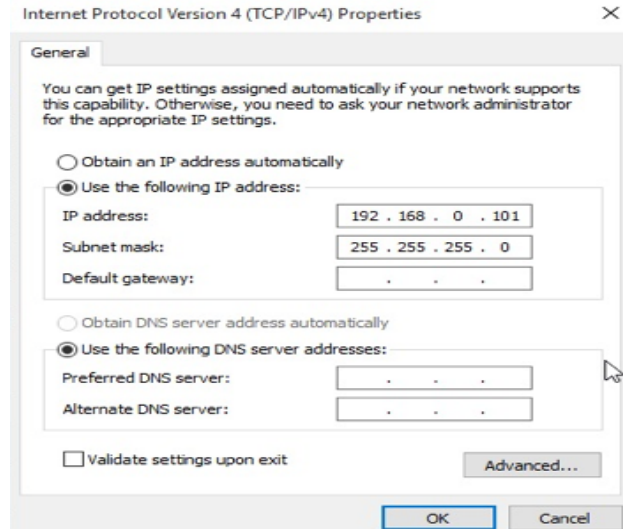 Internet Protocol Version 4 (TCP/IPv4) Properties
General
You can get IP settings assigned automatically if your network supports
this capability. Otherwise, you need to ask your network administrator
for the appropriate IP settings.
Obtain an IP address automatically
Use the following IP address:
IP address: 192 . 168 . 0 . 101
Subnet mask: 255 . 255 . 255 . 0
Default gateway: . . .
Obtain DNS server address automatically
Use the following DNS server addresses:
Preferred DNS server: . . .
Alternate DNS server: . . .
Validate settings upon exit
Advanced...
OK Cancel